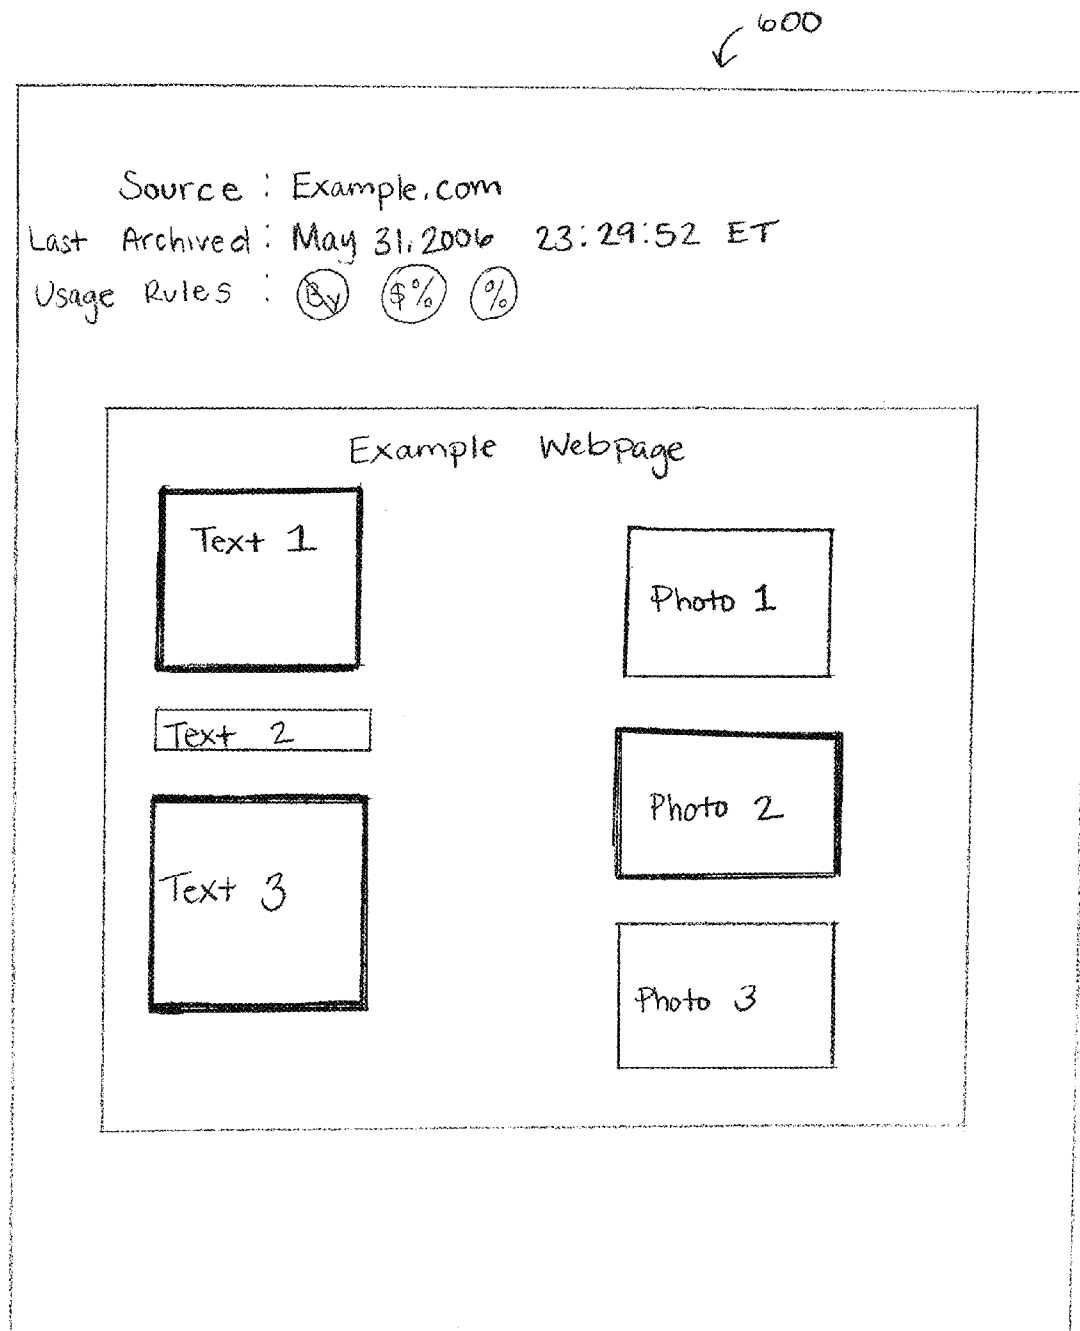 600
Source : Example.com
Last Archived : May 31, 2006 23:29:52 ET
Usage Rules : By $% %
Example Webpage
Text 1
Text 2
Text 3
Photo 1
Photo 2
Photo 3